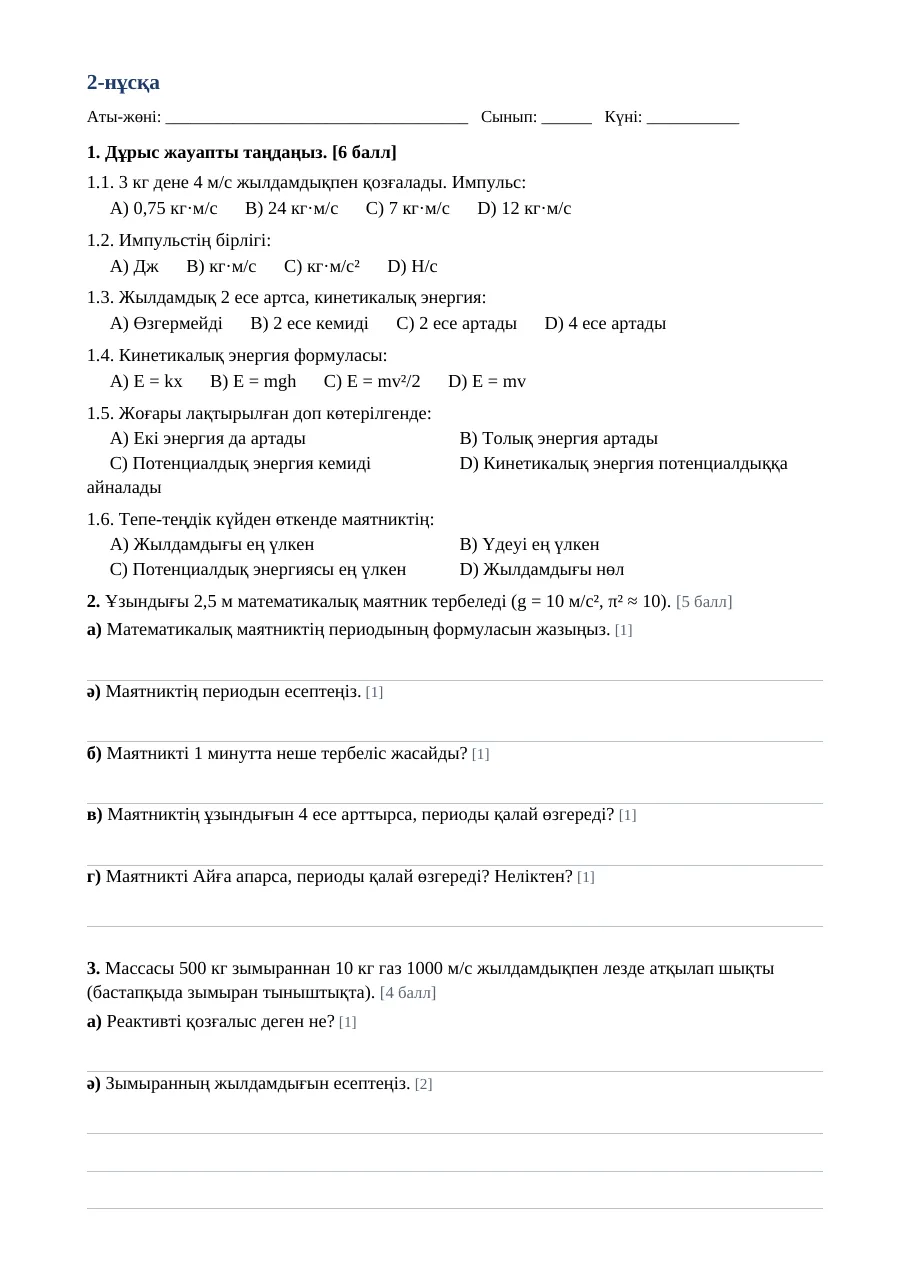 2-нұсқа
Аты-жөні: ____________________________________ Сынып: ______ Күні: ___________
1. Дұрыс жауапты таңдаңыз. [6 балл]
1.1. 3 кг дене 4 м/с жылдамдықпен қозғалады. Импульс:
A) 0,75 кг·м/с B) 24 кг·м/с C) 7 кг·м/с D) 12 кг·м/с
1.2. Импульстің бірлігі:
A) Дж B) кг·м/с C) кг·м/с² D) Н/с
1.3. Жылдамдық 2 есе артса, кинетикалық энергия:
A) Өзгермейді B) 2 есе кемиді C) 2 есе артады D) 4 есе артады
1.4. Кинетикалық энергия формуласы:
A) E = kx B) E = mgh C) E = mv²/2 D) E = mv
1.5. Жоғары лақтырылған доп көтерілгенде:
A) Екі энергия да артады B) Толық энергия артады
C) Потенциалдық энергия кемиді D) Кинетикалық энергия потенциалдыққа
айналады
1.6. Тепе-теңдік күйден өткенде маятниктің:
A) Жылдамдығы ең үлкен B) Үдеуі ең үлкен
C) Потенциалдық энергиясы ең үлкен D) Жылдамдығы нөл
2. Ұзындығы 2,5 м математикалық маятник тербеледі (g = 10 м/с², π² ≈ 10). [5 балл]
а) Математикалық маятниктің периодының формуласын жазыңыз. [1]
ә) Маятниктің периодын есептеңіз. [1]
б) Маятникті 1 минутта неше тербеліс жасайды? [1]
в) Маятниктің ұзындығын 4 есе арттырса, периоды қалай өзгереді? [1]
г) Маятникті Айға апарса, периоды қалай өзгереді? Неліктен? [1]
3. Массасы 500 кг зымыраннан 10 кг газ 1000 м/с жылдамдықпен лезде атқылап шықты
(бастапқыда зымыран тыныштықта). [4 балл]
а) Реактивті қозғалыс деген не? [1]
ә) Зымыранның жылдамдығын есептеңіз. [2]